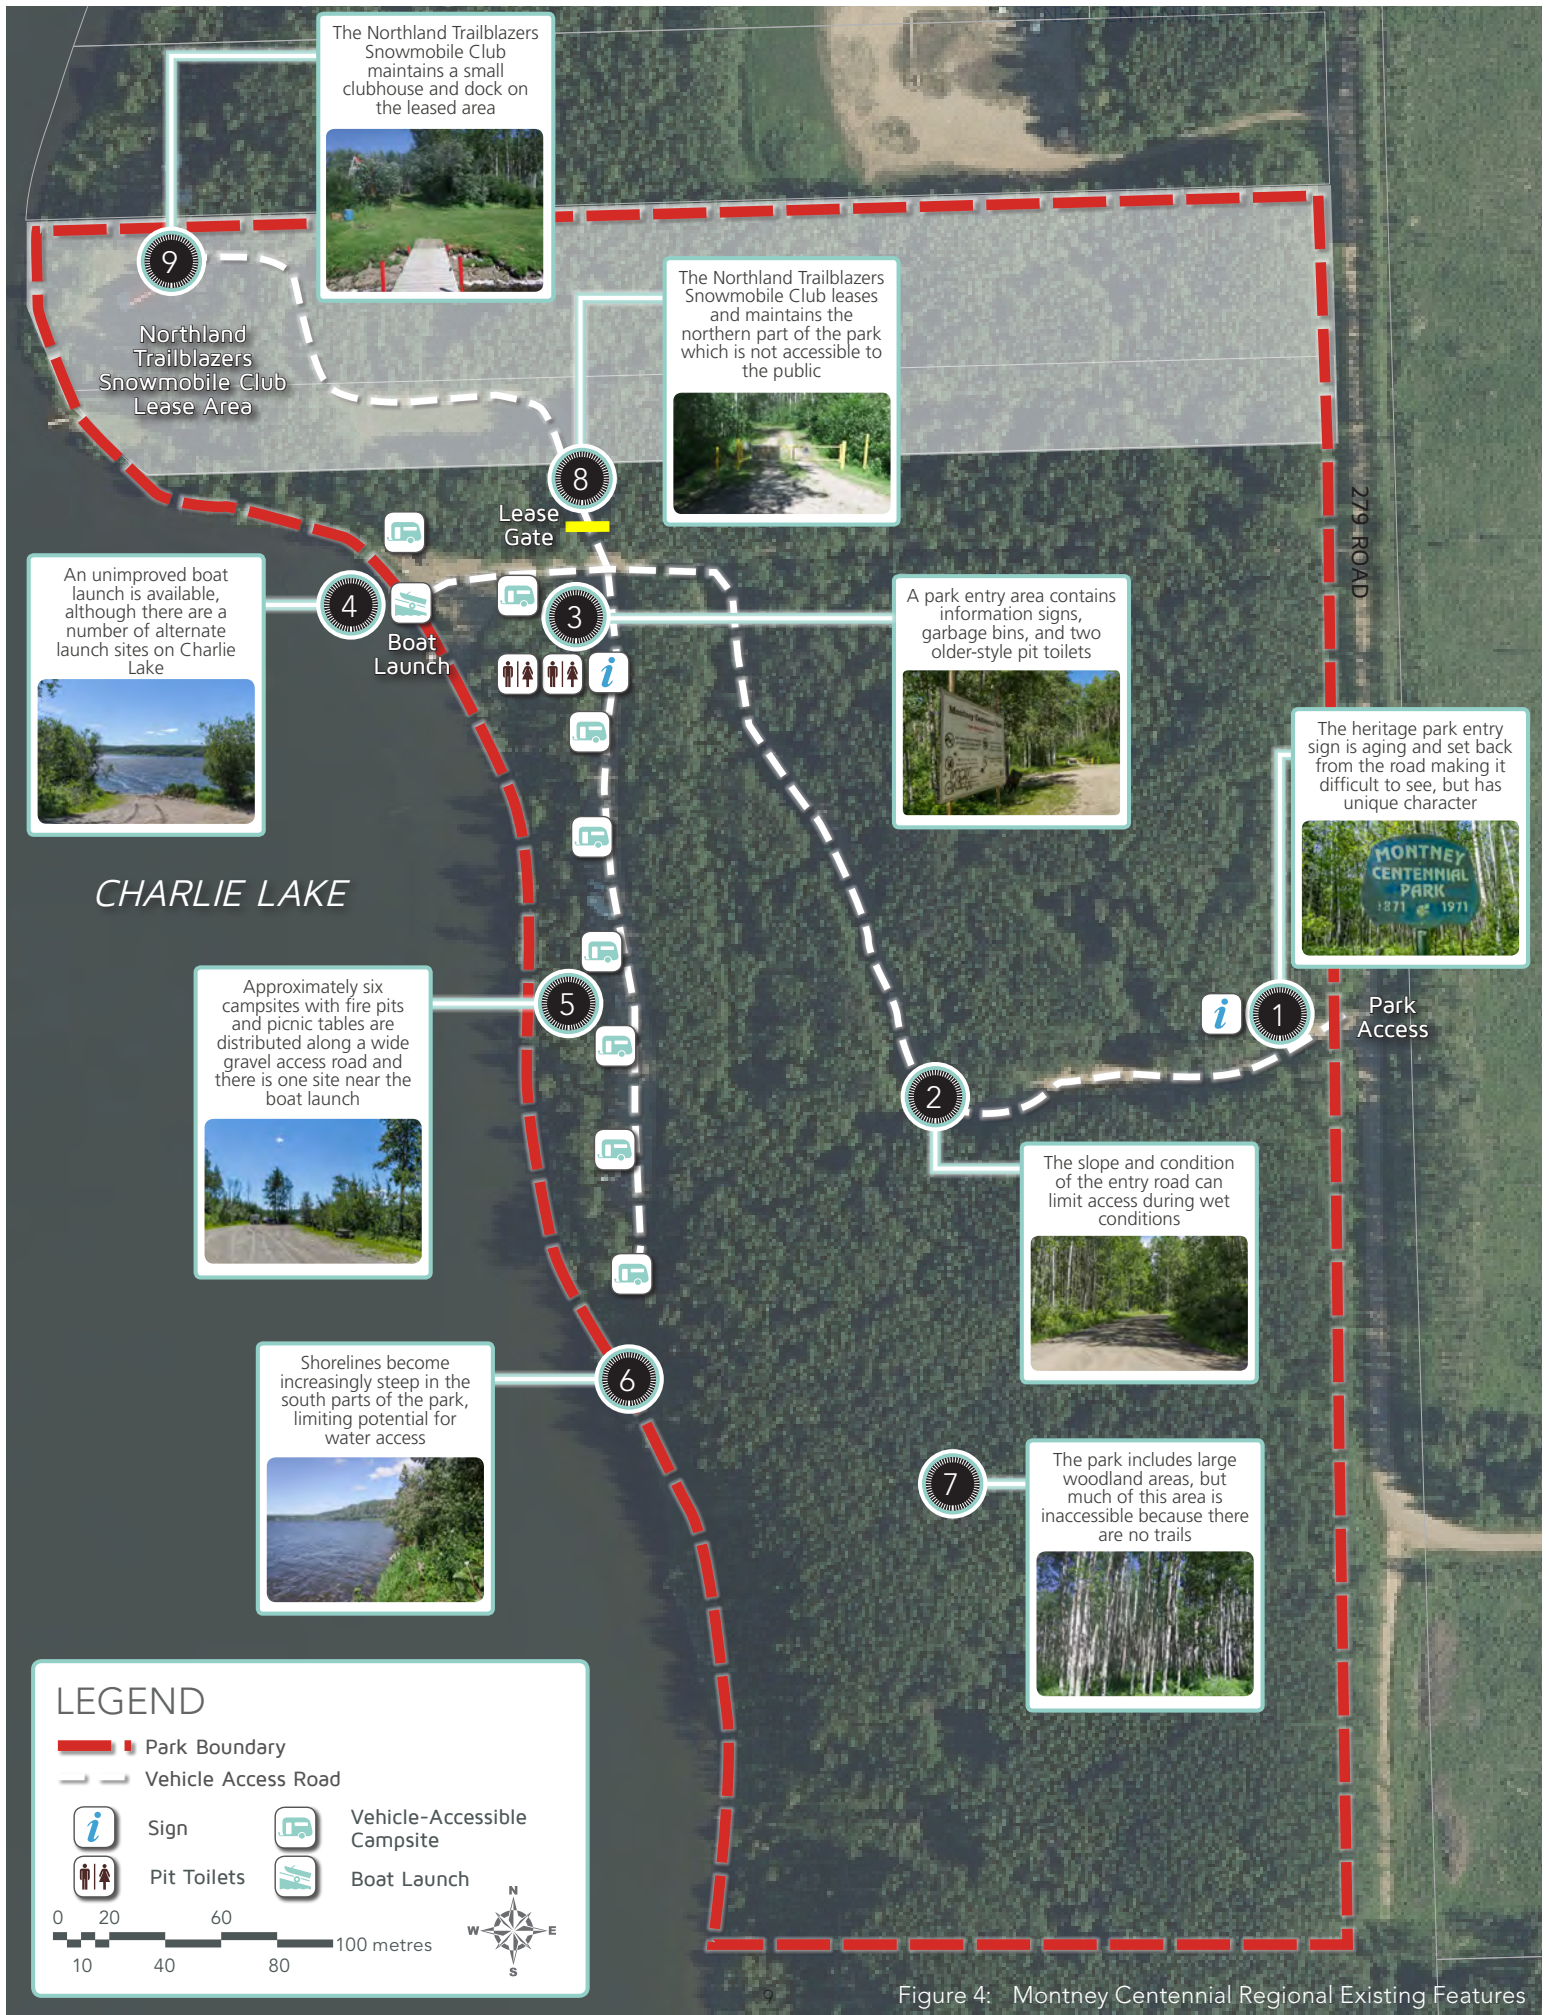 The Northland Trailblazers
Snowmobile Club
maintains a small
clubhouse and dock on
the leased area
9
Northland
Trailblazers
Snowmobile Club
Lease Area
The Northland Trailblazers
Snowmobile Club leases
and maintains the
northern part of the park
which is not accessible to
the public
8
Lease
Gate
279 ROAD
An unimproved boat
launch is available,
although there are a
number of alternate
launch sites on Charlie
Lake
4
Boat
Launch
3
i
A park entry area contains
information signs,
garbage bins, and two
older-style pit toilets
Montney Centennial Park
The heritage park entry
sign is aging and set back
from the road making it
difficult to see, but has
unique character
MONTNEY
CENTENNIAL
PARK
1871 1971
CHARLIE LAKE
Approximately six
campsites with fire pits
and picnic tables are
distributed along a wide
gravel access road and
there is one site near the
boat launch
5
i
1
Park
Access
2
The slope and condition
of the entry road can
limit access during wet
conditions
Shorelines become
increasingly steep in the
south parts of the park,
limiting potential for
water access
6
7
The park includes large
woodland areas, but
much of this area is
inaccessible because there
are no trails
LEGEND
Park Boundary
Vehicle Access Road
i
Sign
Vehicle-Accessible
Campsite
Pit Toilets
Boat Launch
0 20 60
100 metres
10 40 80
N
W E
S
9
Figure 4: Montney Centennial Regional Existing Features